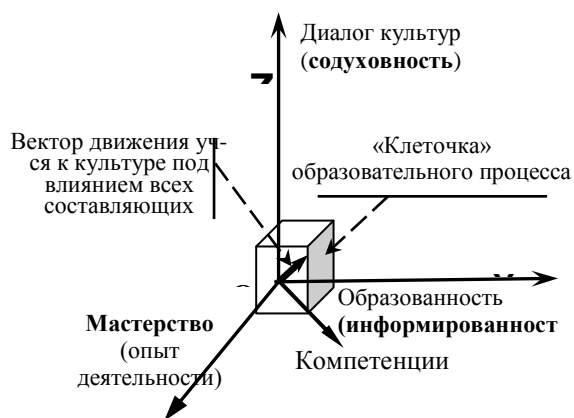 Диалог культур
(содуховность)
Вектор движения уч-
ся к культуре под
влиянием всех
составляющих
«Клеточка»
образовательного процесса
Образованность
(информированност
Мастерство
(опыт
деятельности)
Компетенции